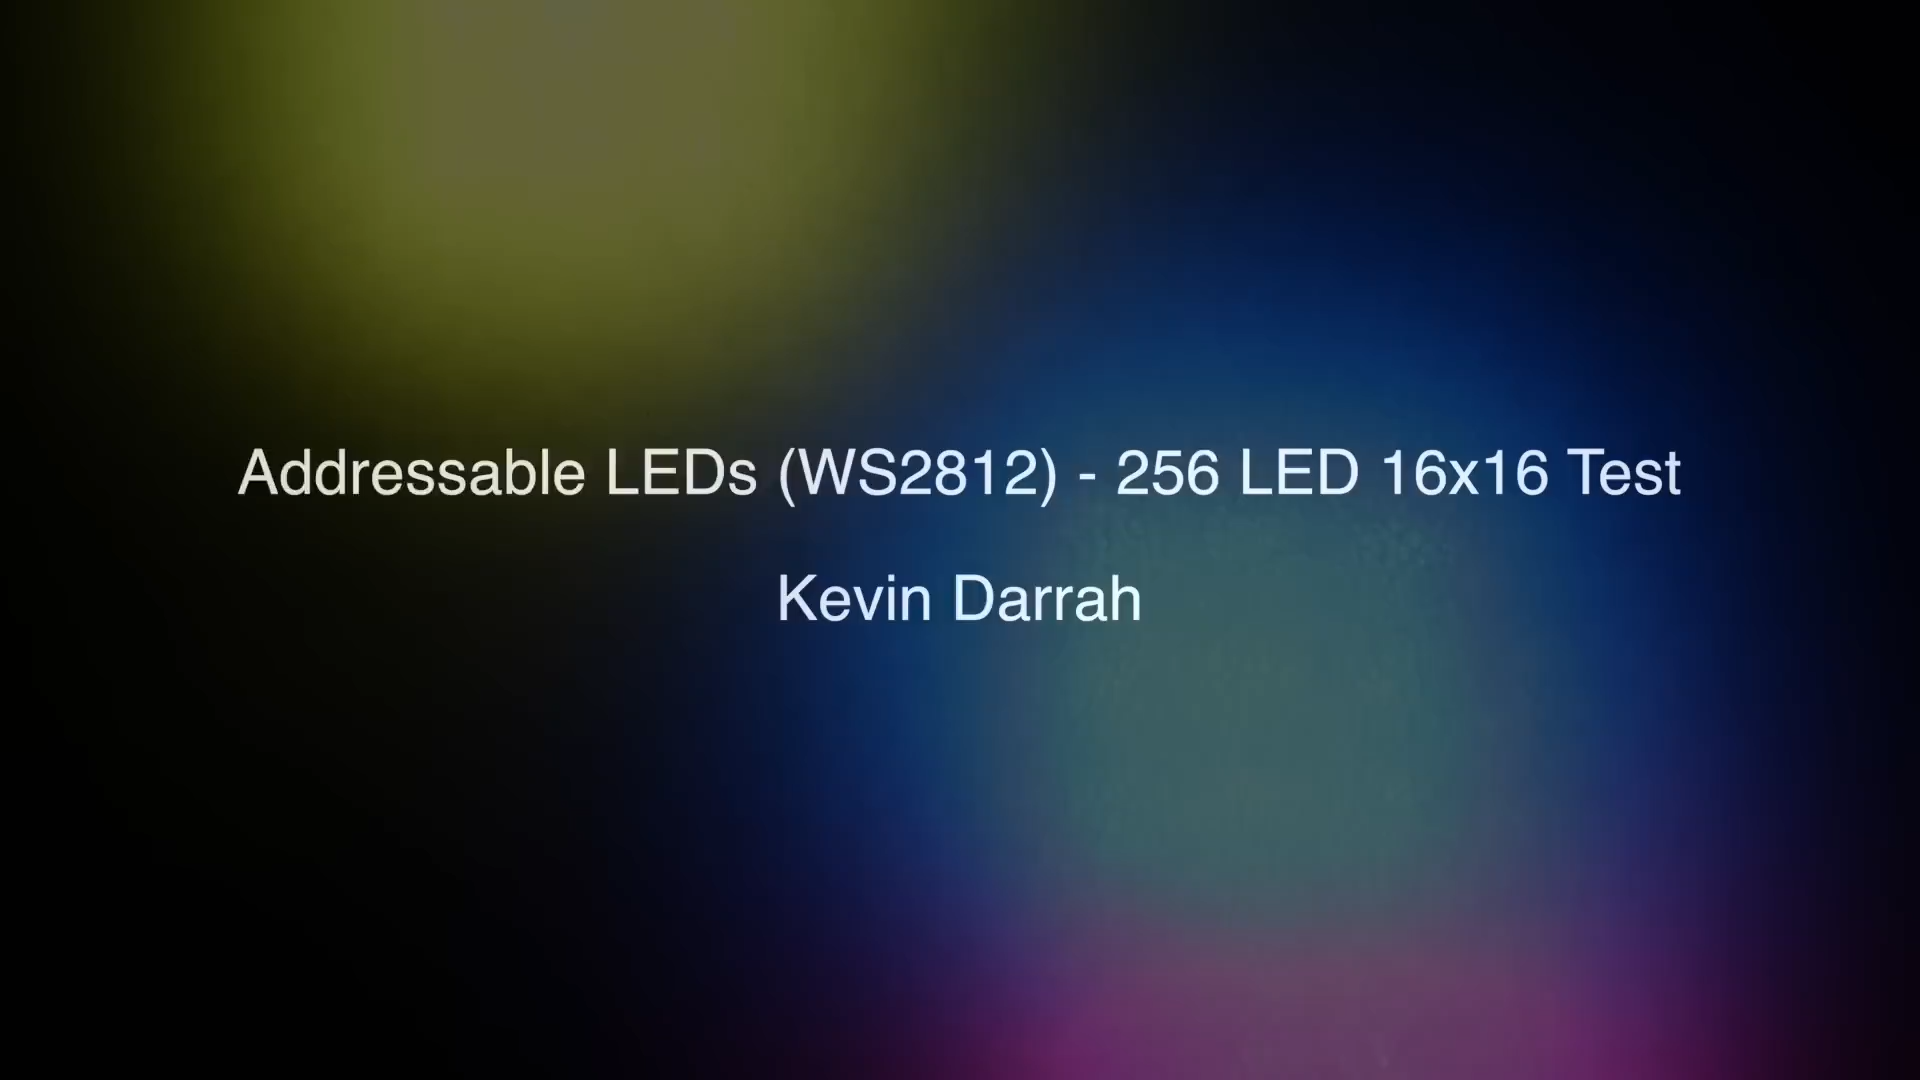 Addressable LEDs (WS2812) - 256 LED 16x16 Test
Kevin Darrah